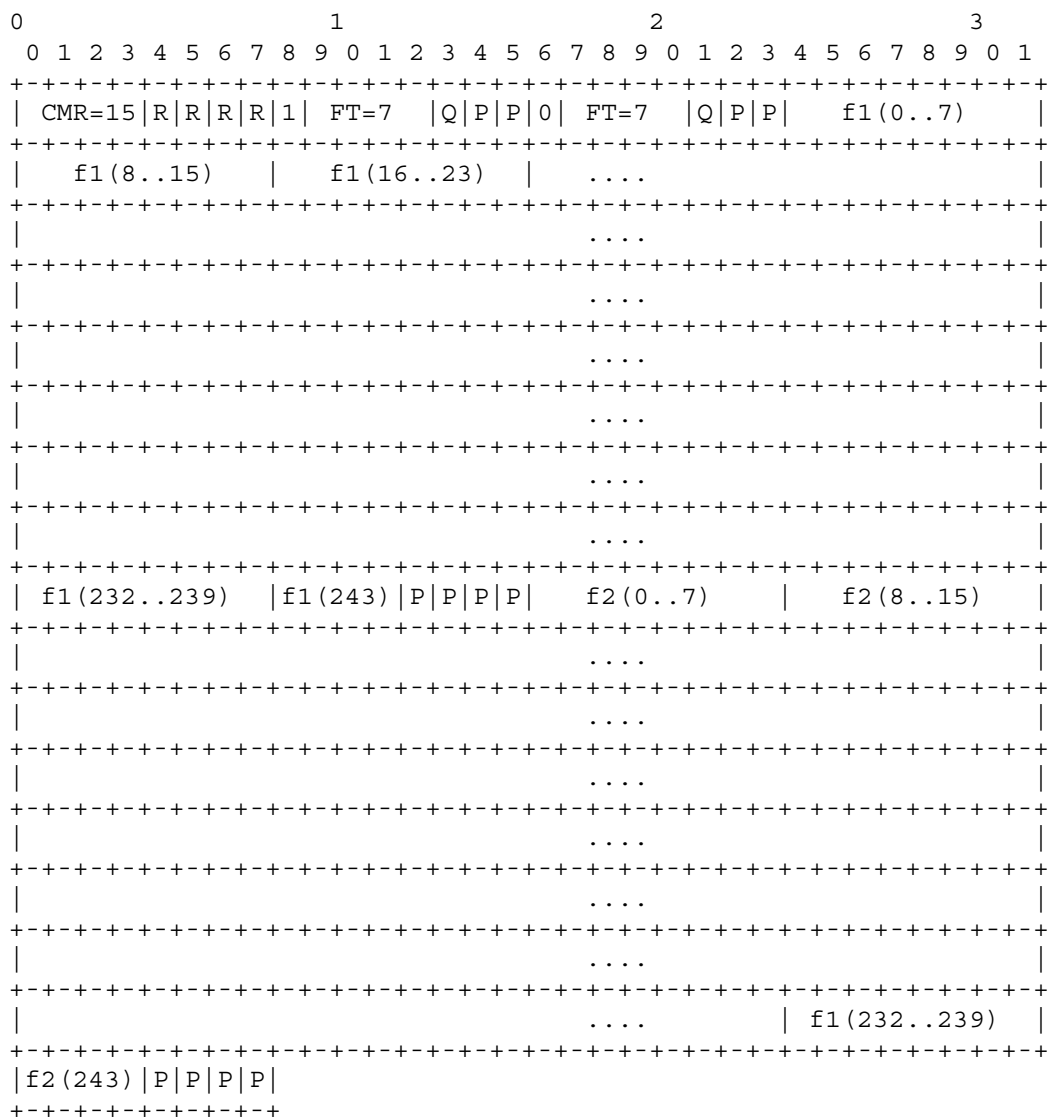 0                   1                   2                   3
 0 1 2 3 4 5 6 7 8 9 0 1 2 3 4 5 6 7 8 9 0 1 2 3 4 5 6 7 8 9 0 1
+-+-+-+-+-+-+-+-+-+-+-+-+-+-+-+-+-+-+-+-+-+-+-+-+-+-+-+-+-+-+-+-+
| CMR=15|R|R|R|R|1| FT=7  |Q|P|P|0| FT=7  |Q|P|P|   f1(0..7)    |
+-+-+-+-+-+-+-+-+-+-+-+-+-+-+-+-+-+-+-+-+-+-+-+-+-+-+-+-+-+-+-+-+
|   f1(8..15)   |   f1(16..23)  |   ....                        |
+-+-+-+-+-+-+-+-+-+-+-+-+-+-+-+-+-+-+-+-+-+-+-+-+-+-+-+-+-+-+-+-+
|                                   ....                        |
+-+-+-+-+-+-+-+-+-+-+-+-+-+-+-+-+-+-+-+-+-+-+-+-+-+-+-+-+-+-+-+-+
|                                   ....                        |
+-+-+-+-+-+-+-+-+-+-+-+-+-+-+-+-+-+-+-+-+-+-+-+-+-+-+-+-+-+-+-+-+
|                                   ....                        |
+-+-+-+-+-+-+-+-+-+-+-+-+-+-+-+-+-+-+-+-+-+-+-+-+-+-+-+-+-+-+-+-+
|                                   ....                        |
+-+-+-+-+-+-+-+-+-+-+-+-+-+-+-+-+-+-+-+-+-+-+-+-+-+-+-+-+-+-+-+-+
|                                   ....                        |
+-+-+-+-+-+-+-+-+-+-+-+-+-+-+-+-+-+-+-+-+-+-+-+-+-+-+-+-+-+-+-+-+
|                                   ....                        |
+-+-+-+-+-+-+-+-+-+-+-+-+-+-+-+-+-+-+-+-+-+-+-+-+-+-+-+-+-+-+-+-+
| f1(232..239)  |f1(243)|P|P|P|P|   f2(0..7)    |   f2(8..15)   |
+-+-+-+-+-+-+-+-+-+-+-+-+-+-+-+-+-+-+-+-+-+-+-+-+-+-+-+-+-+-+-+-+
|                                   ....                        |
+-+-+-+-+-+-+-+-+-+-+-+-+-+-+-+-+-+-+-+-+-+-+-+-+-+-+-+-+-+-+-+-+
|                                   ....                        |
+-+-+-+-+-+-+-+-+-+-+-+-+-+-+-+-+-+-+-+-+-+-+-+-+-+-+-+-+-+-+-+-+
|                                   ....                        |
+-+-+-+-+-+-+-+-+-+-+-+-+-+-+-+-+-+-+-+-+-+-+-+-+-+-+-+-+-+-+-+-+
|                                   ....                        |
+-+-+-+-+-+-+-+-+-+-+-+-+-+-+-+-+-+-+-+-+-+-+-+-+-+-+-+-+-+-+-+-+
|                                   ....                        |
+-+-+-+-+-+-+-+-+-+-+-+-+-+-+-+-+-+-+-+-+-+-+-+-+-+-+-+-+-+-+-+-+
|                                   ....                        |
+-+-+-+-+-+-+-+-+-+-+-+-+-+-+-+-+-+-+-+-+-+-+-+-+-+-+-+-+-+-+-+-+
|                                   ....        | f1(232..239)  |
+-+-+-+-+-+-+-+-+-+-+-+-+-+-+-+-+-+-+-+-+-+-+-+-+-+-+-+-+-+-+-+-+
|f2(243)|P|P|P|P|
+-+-+-+-+-+-+-+-+